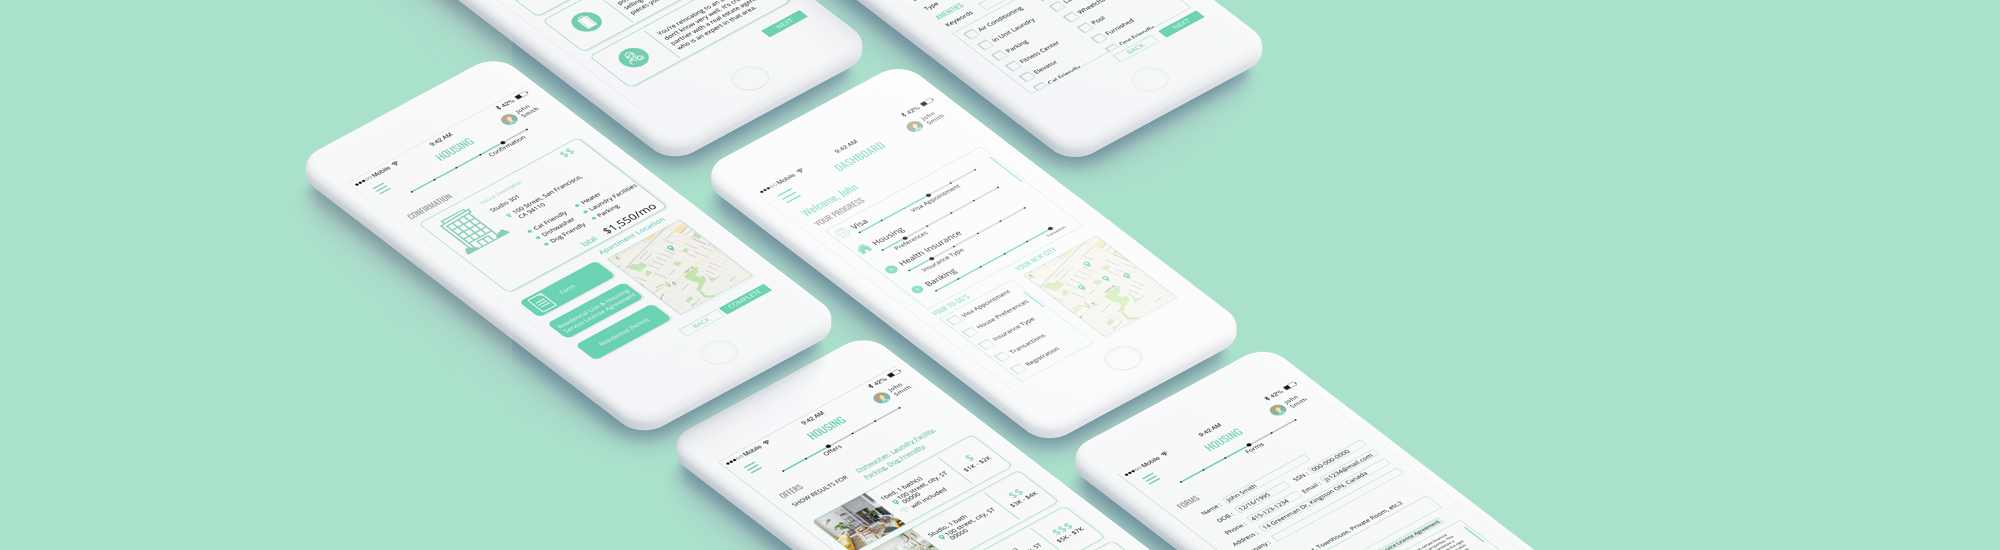 You're relocating to an
don't know very well. It's
partner with a real estate agent
who is an expert in that area.
NEXT
Type
AMENITIES
Keywords
Air Conditioning
In Unit Laundry
Parking
Fitness Center
Elevator
Cat Friendly
Pool
Furnished
Dog Friendly
BACK
NEXT
Mobile
9:42 AM
42%
HOUSING
John
Smith
Confirmation
CONFIRMATION
$$
Studio 301
100 Street, San Francisco,
CA 94110
Cat Friendly
Dishwasher
Dog Friendly
Heater
Laundry Facilities
Parking
total: $1,550/mo
Apartment Location
Form
Residential Use & Housing
Service License Agreement
Residential Permit
BACK
COMPLETE
Mobile
9:42 AM
42%
DASHBOARD
John
Smith
Welcome, John
YOUR PROGRESS
Visa
Visa Appointment
Housing
Preferences
Health Insurance
Insurance Type
Banking
Transaction
YOUR TO DO'S
Visa Appointment
House Preferences
Insurance Type
Transactions
Registration
YOUR NEW CITY
Mobile
9:42 AM
42%
HOUSING
John
Smith
Offers
OFFERS
SHOW RESULTS FOR
Dishwasher, Laundry Facility,
Parking, Dog Friendly
1bed, 1 bath(s)
100 street, city, ST
00000
wifi included
$
$1K - $2K
Studio, 1 bath
100 street, city, ST
00000
$$
$3K - $4K
$$$
$5K - $7K
Mobile
9:42 AM
42%
HOUSING
John
Smith
Forms
FORMS
Name: John Smith
SSN: 000-000-0000
DOB: 12/16/1995
Email: js1234@mail.com
Phone: 415-123-1234
Address: 14 Greenman Dr, Kingston ON, Canada
Townhouse, Private Room, etc.):
Service License Agreement